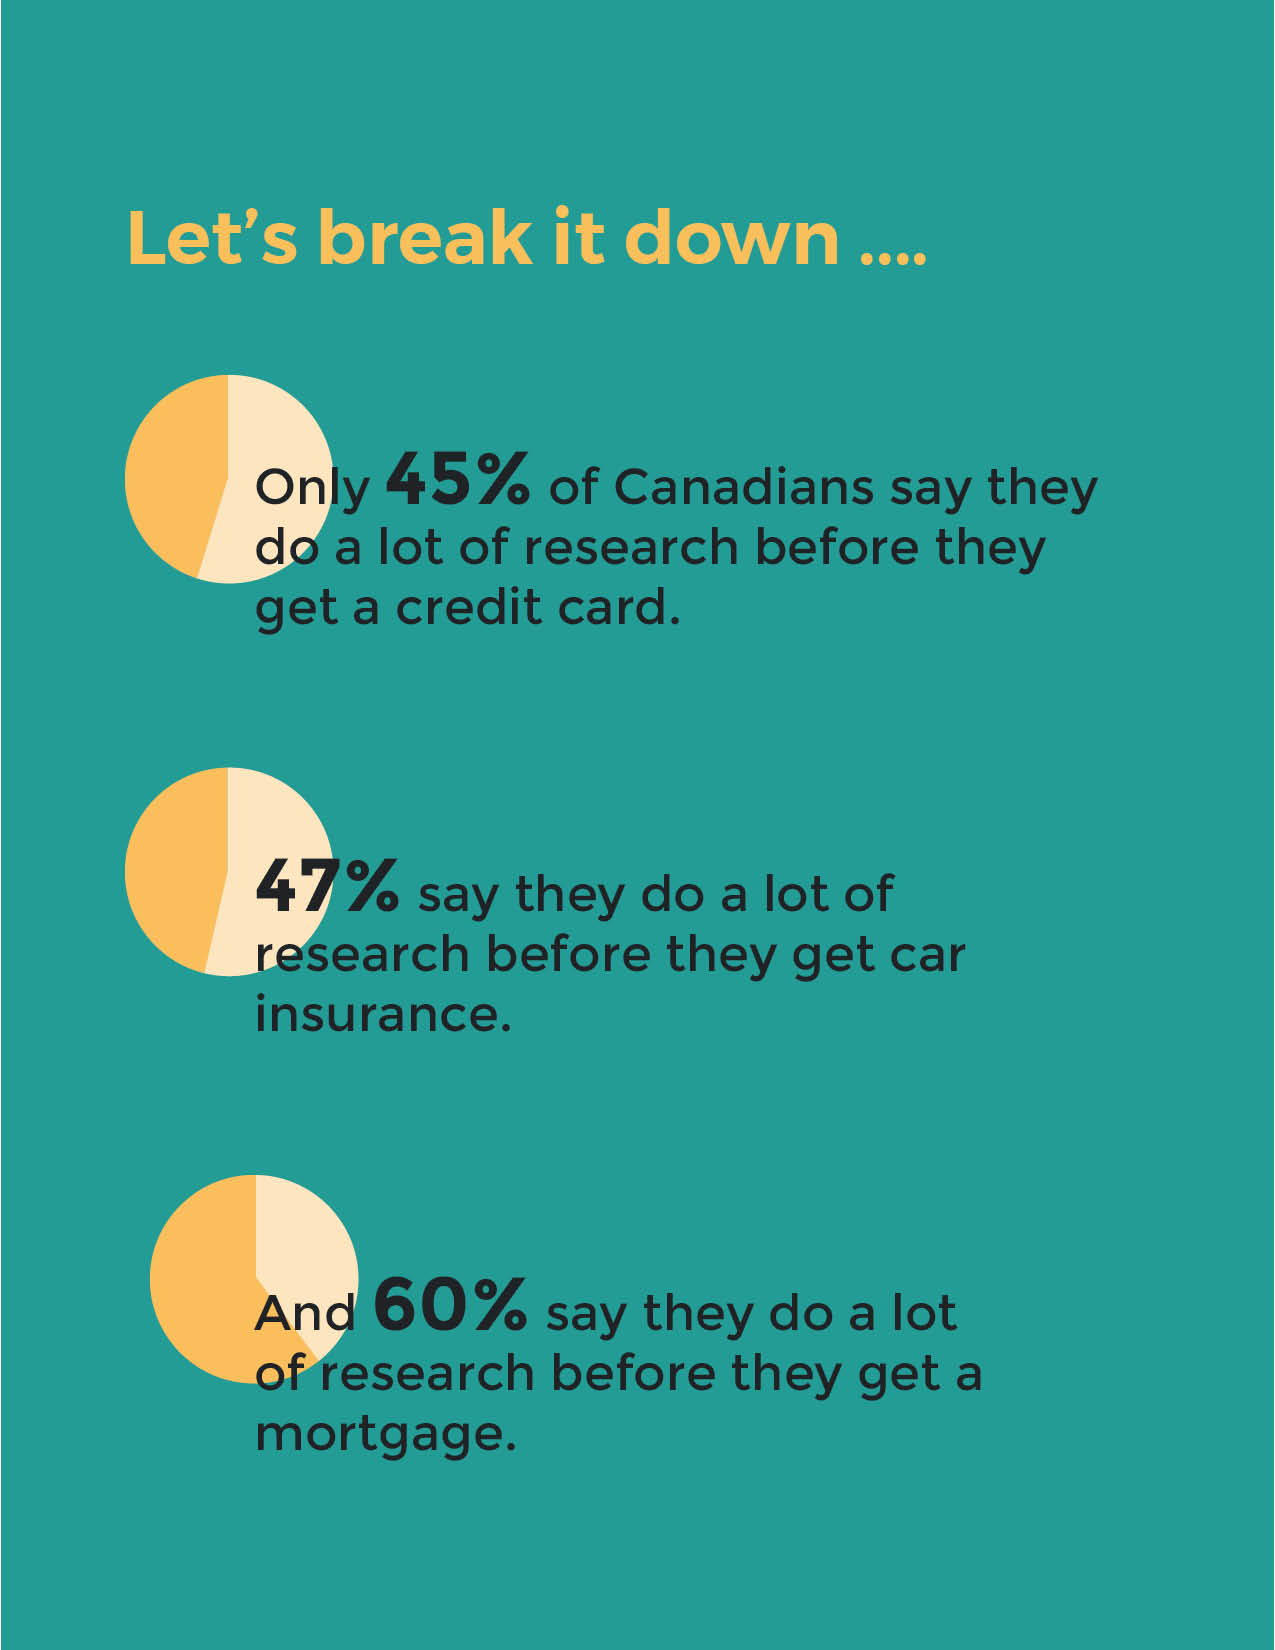 Let’s break it down ....
Only 45% of Canadians say they
do a lot of research before they
get a credit card.
47% say they do a lot of
research before they get car
insurance.
And 60% say they do a lot
of research before they get a
mortgage.